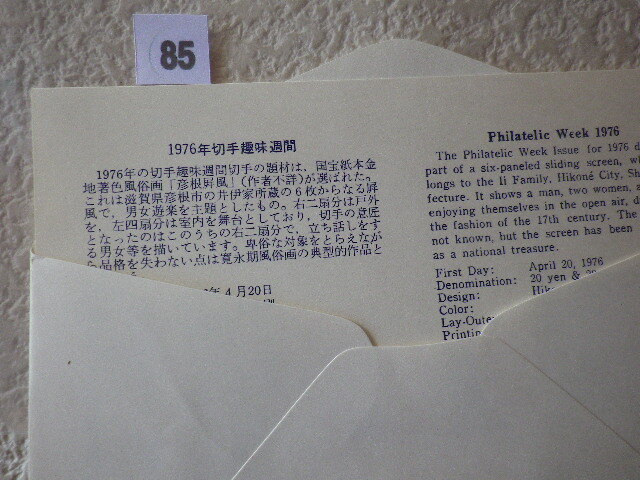 85
1976年切手趣味週間
1976年の切手趣味週間切手の題材は、国宝紙本金
地著色風俗画「彦根屏風」(作者不詳)が選ばれた。
これは滋賀県彦根市の井伊家所蔵の6枚からなる屏
風で、男女遊楽を主題としたもの。右二扇分は戸外
を、左四扇分は室内を舞台としており、切手の意匠
となったのはこのうちの右二扇分で、立ち話しをす
る男女等を描いています。卑俗な対象をとらえなが
ら品格を失わない点は寛永期風俗画の典型的作品と
年4月20日
Philatelic Week 1976
The Philatelic Week Issue for 1976 d
part of a six-paneled sliding screen, w
longs to the Ii Family, Hikoné City, Sh
fecture. It shows a man, two women, a
enjoying themselves in the open air, d
the fashion of the 17th century. The
not known, but the screen has been
as a national treasure.
First Day: April 20, 1976
Denomination: 20 yen &
Design: Hik
Color:
Lay-Oute
Printin